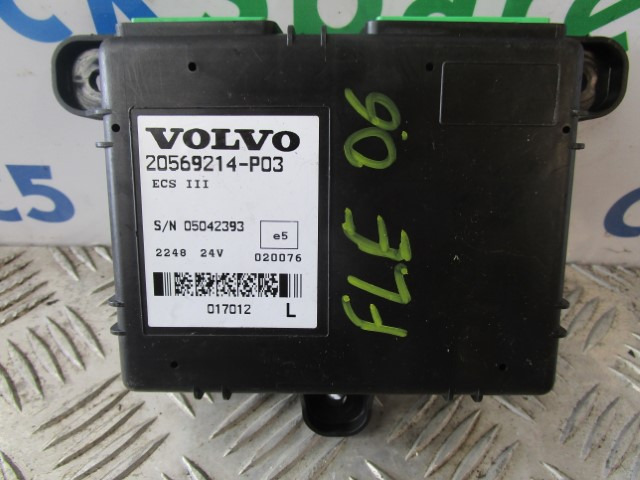 VOLVO
20569214-P03
ECS III
S/N 05042393
e5
2248 24V
020076
017012
L
FLE 06